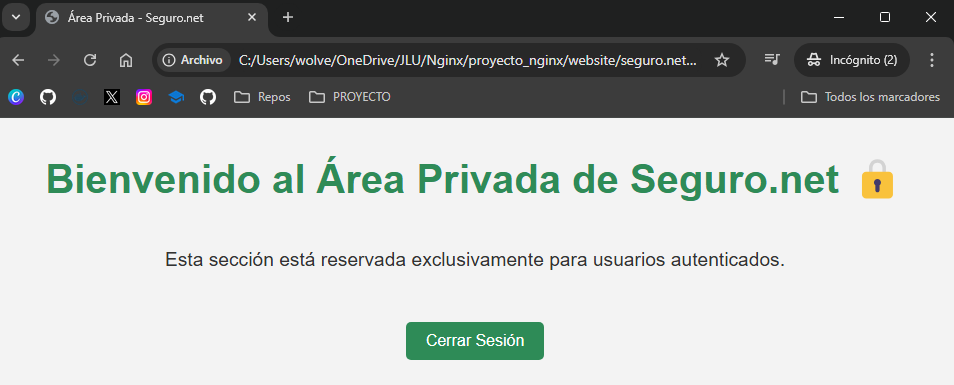 Área Privada - Seguro.net
Archivo
C:/Users/wolve/OneDrive/JLU/Nginx/proyecto_nginx/website/seguro.net...
Incógnito (2)
Repos
PROYECTO
Todos los marcadores
Bienvenido al Área Privada de Seguro.net
Esta sección está reservada exclusivamente para usuarios autenticados.
Cerrar Sesión